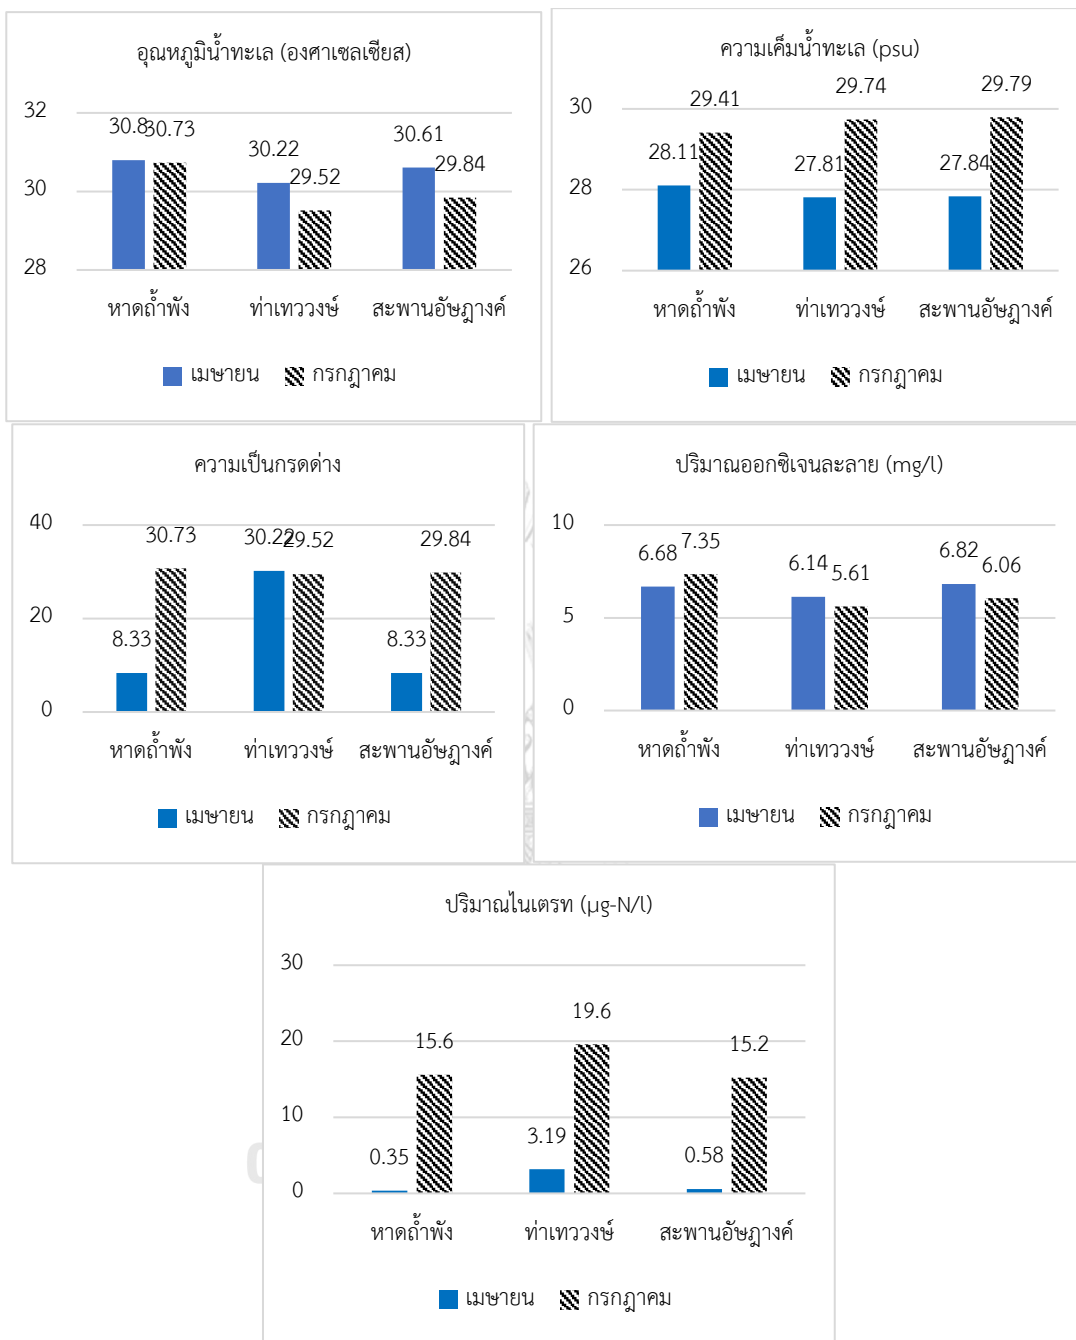 อุณหภูมิน้ำทะเล (องศาเซลเซียส)
32
30.8 30.73 30.22 29.52 30.61 29.84
30
28
หาดถ้ำพัง ท่าเทววงษ์ สะพานอัษฎางค์
เมษายน กรกฎาคม
ความเค็มน้ำทะเล (psu)
30
28.11 29.41 27.81 29.74 27.84 29.79
28
26
หาดถ้ำพัง ท่าเทววงษ์ สะพานอัษฎางค์
เมษายน กรกฎาคม
ความเป็นกรดด่าง
40
8.33 30.73 30.22 29.52 8.33 29.84
20
0
หาดถ้ำพัง ท่าเทววงษ์ สะพานอัษฎางค์
เมษายน กรกฎาคม
ปริมาณออกซิเจนละลาย (mg/l)
10
6.68 7.35 6.14 5.61 6.82 6.06
5
0
หาดถ้ำพัง ท่าเทววงษ์ สะพานอัษฎางค์
เมษายน กรกฎาคม
ปริมาณไนเตรท (µg-N/l)
30
20
10
0.35 15.6 3.19 19.6 0.58 15.2
0
หาดถ้ำพัง ท่าเทววงษ์ สะพานอัษฎางค์
เมษายน กรกฎาคม